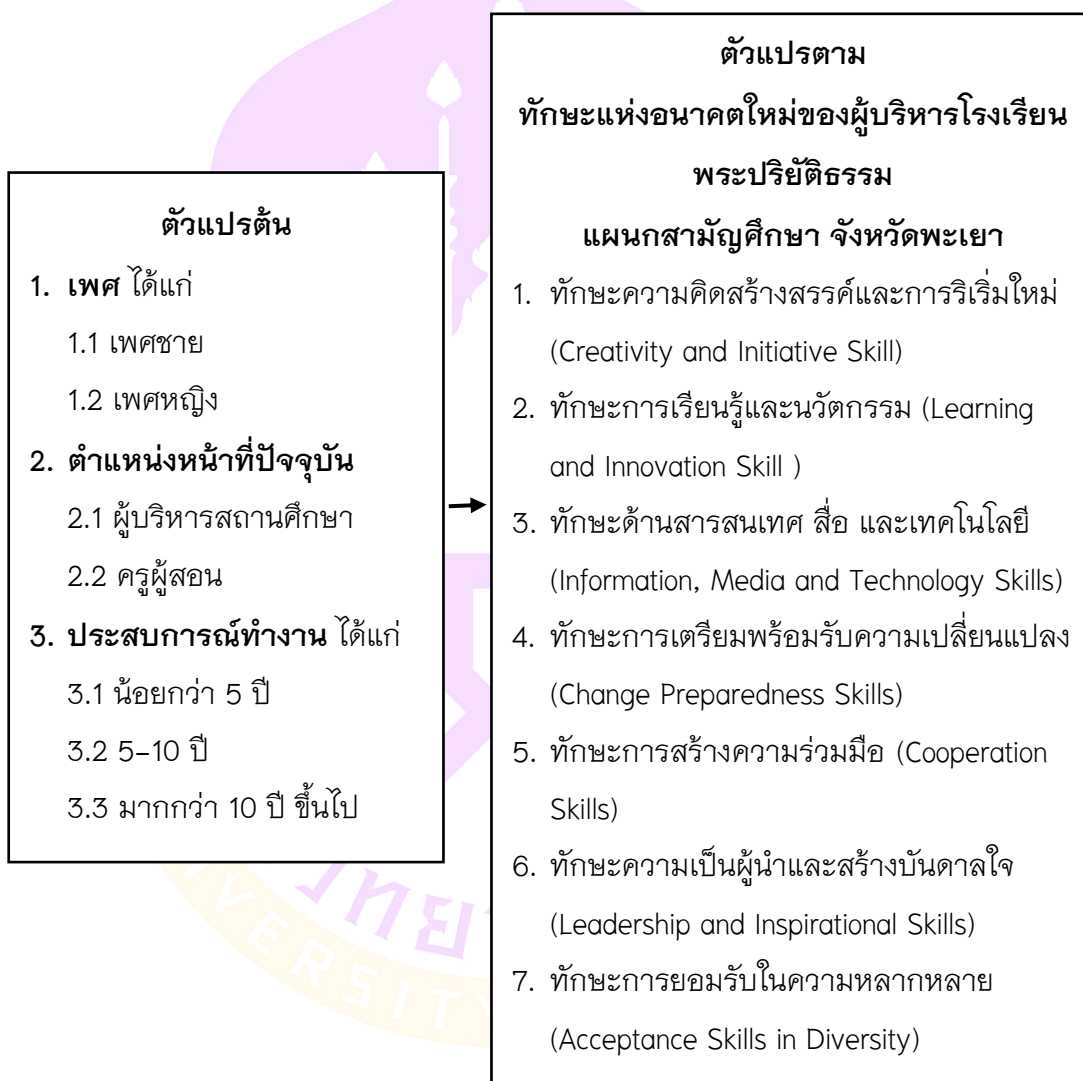 ตัวแปรต้น
1. เพศ ได้แก่
1.1 เพศชาย
1.2 เพศหญิง
2. ตำแหน่งหน้าที่ปัจจุบัน
2.1 ผู้บริหารสถานศึกษา
2.2 ครูผู้สอน
3. ประสบการณ์ทำงาน ได้แก่
3.1 น้อยกว่า 5 ปี
3.2 5–10 ปี
3.3 มากกว่า 10 ปี ขึ้นไป
ตัวแปรตาม
ทักษะแห่งอนาคตใหม่ของผู้บริหารโรงเรียน
พระปริยัติธรรม
แผนกสามัญศึกษา จังหวัดพะเยา
1. ทักษะความคิดสร้างสรรค์และการริเริ่มใหม่
(Creativity and Initiative Skill)
2. ทักษะการเรียนรู้และนวัตกรรม (Learning
and Innovation Skill )
3. ทักษะด้านสารสนเทศ สื่อ และเทคโนโลยี
(Information, Media and Technology Skills)
4. ทักษะการเตรียมพร้อมรับความเปลี่ยนแปลง
(Change Preparedness Skills)
5. ทักษะการสร้างความร่วมมือ (Cooperation
Skills)
6. ทักษะความเป็นผู้นำและสร้างบันดาลใจ
(Leadership and Inspirational Skills)
7. ทักษะการยอมรับในความหลากหลาย
(Acceptance Skills in Diversity)